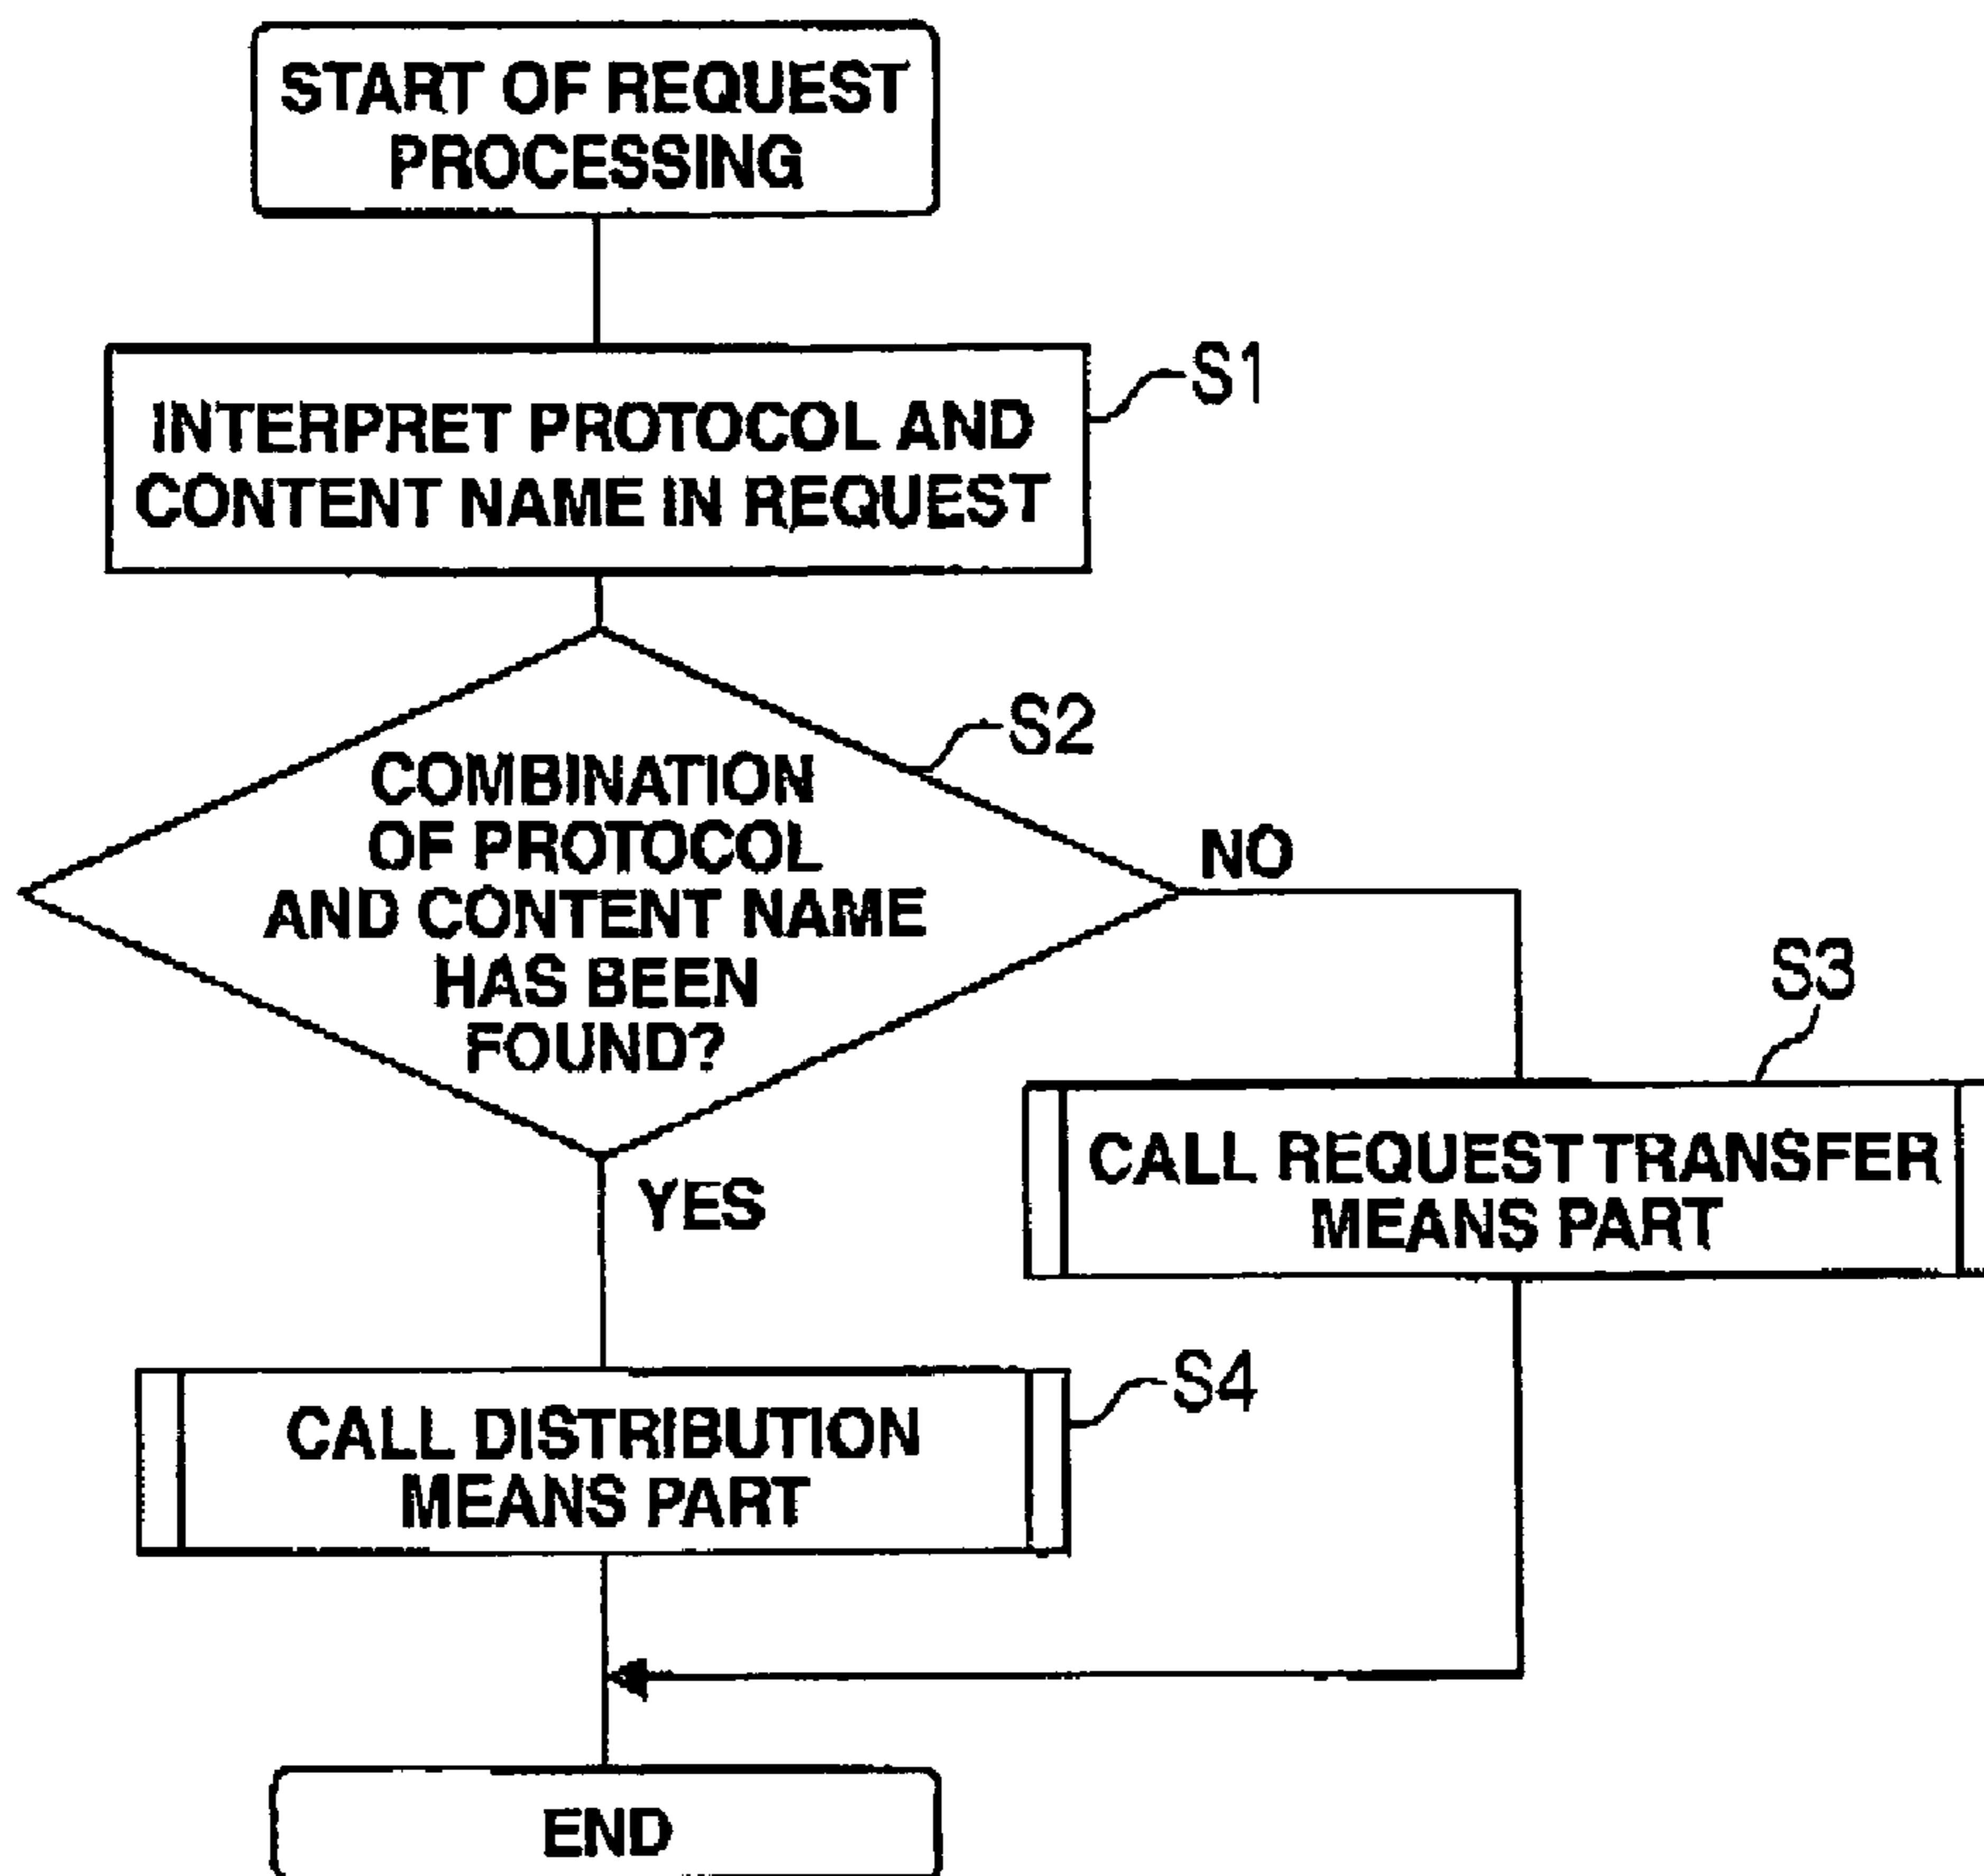 START OF REQUEST
PROCESSING
INTERPRET PROTOCOL AND
CONTENT NAME IN REQUEST
S1
COMBINATION
OF PROTOCOL
AND CONTENT NAME
HAS BEEN
FOUND?
S2
NO
YES
S3
CALL REQUEST TRANSFER
MEANS PART
CALL DISTRIBUTION
MEANS PART
S4
END